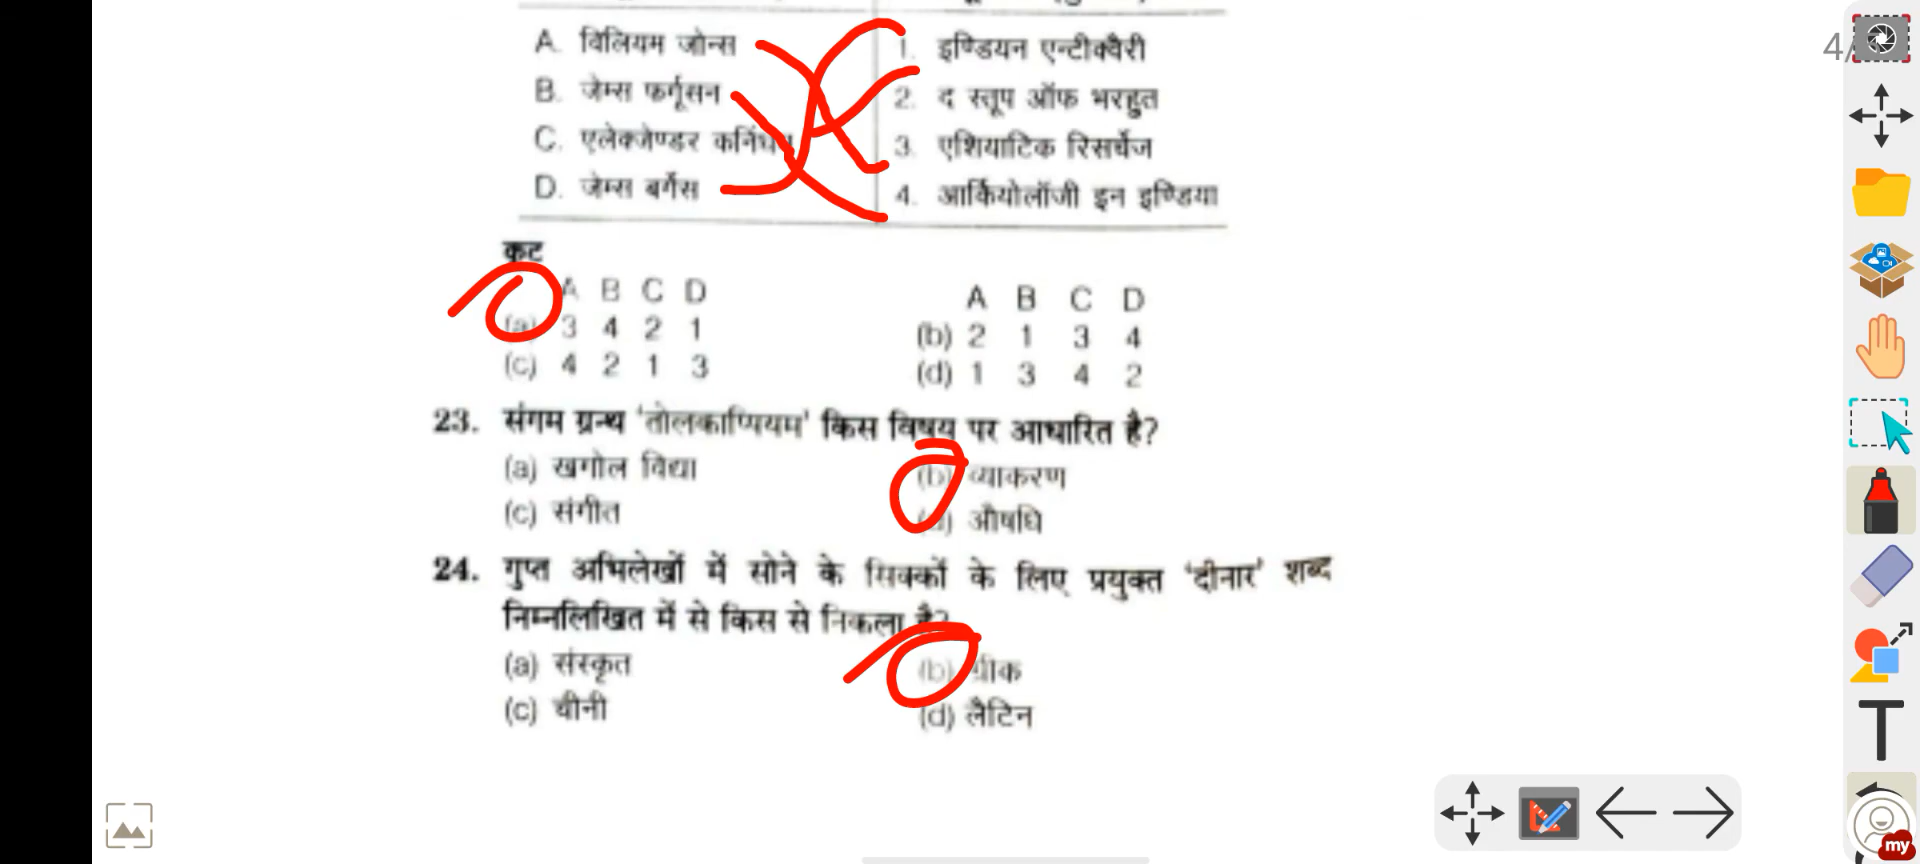 4/
A. विलियम जोन्स 1. इण्डियन एन्टीक्वैरी
B. जेम्स फर्गूसन 2. द स्तूप ऑफ भरहुत
C. एलेक्जेण्डर कनिंघम 3. एशियाटिक रिसर्चेज
D. जेम्स बर्गेस 4. आर्कियोलॉजी इन इण्डिया
कूट
A B C D A B C D
(a) 3 4 2 1 (b) 2 1 3 4
(c) 4 2 1 3 (d) 1 3 4 2
23. संगम ग्रन्थ 'तोलकाप्पियम' किस विषय पर आधारित है?
(a) खगोल विद्या (b) व्याकरण
(c) संगीत (d) औषधि
24. गुप्त अभिलेखों में सोने के सिक्कों के लिए प्रयुक्त 'दीनार' शब्द
निम्नलिखित में से किस से निकला है?
(a) संस्कृत (b) ग्रीक
(c) चीनी (d) लैटिन
T
my